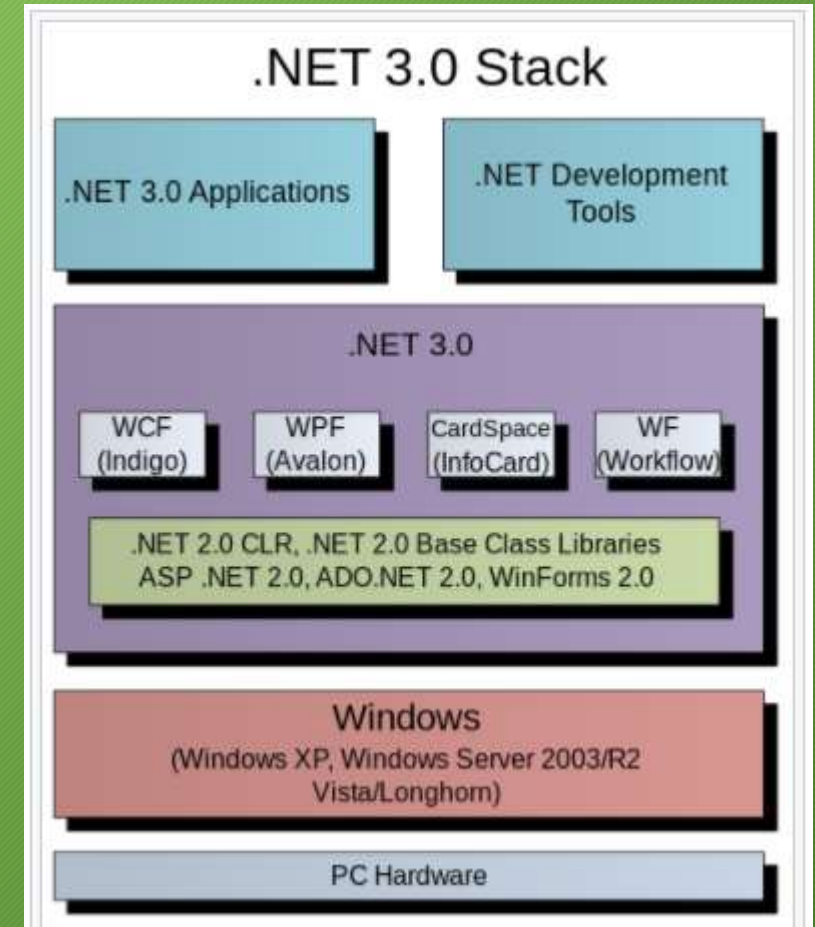 .NET 3.0 Stack
.NET 3.0 Applications
.NET Development
Tools
.NET 3.0
WCF
(Indigo)
WPF
(Avalon)
CardSpace
(InfoCard)
WF
(Workflow)
.NET 2.0 CLR, .NET 2.0 Base Class Libraries
ASP .NET 2.0, ADO.NET 2.0, WinForms 2.0
Windows
(Windows XP, Windows Server 2003/R2
Vista/Longhorn)
PC Hardware